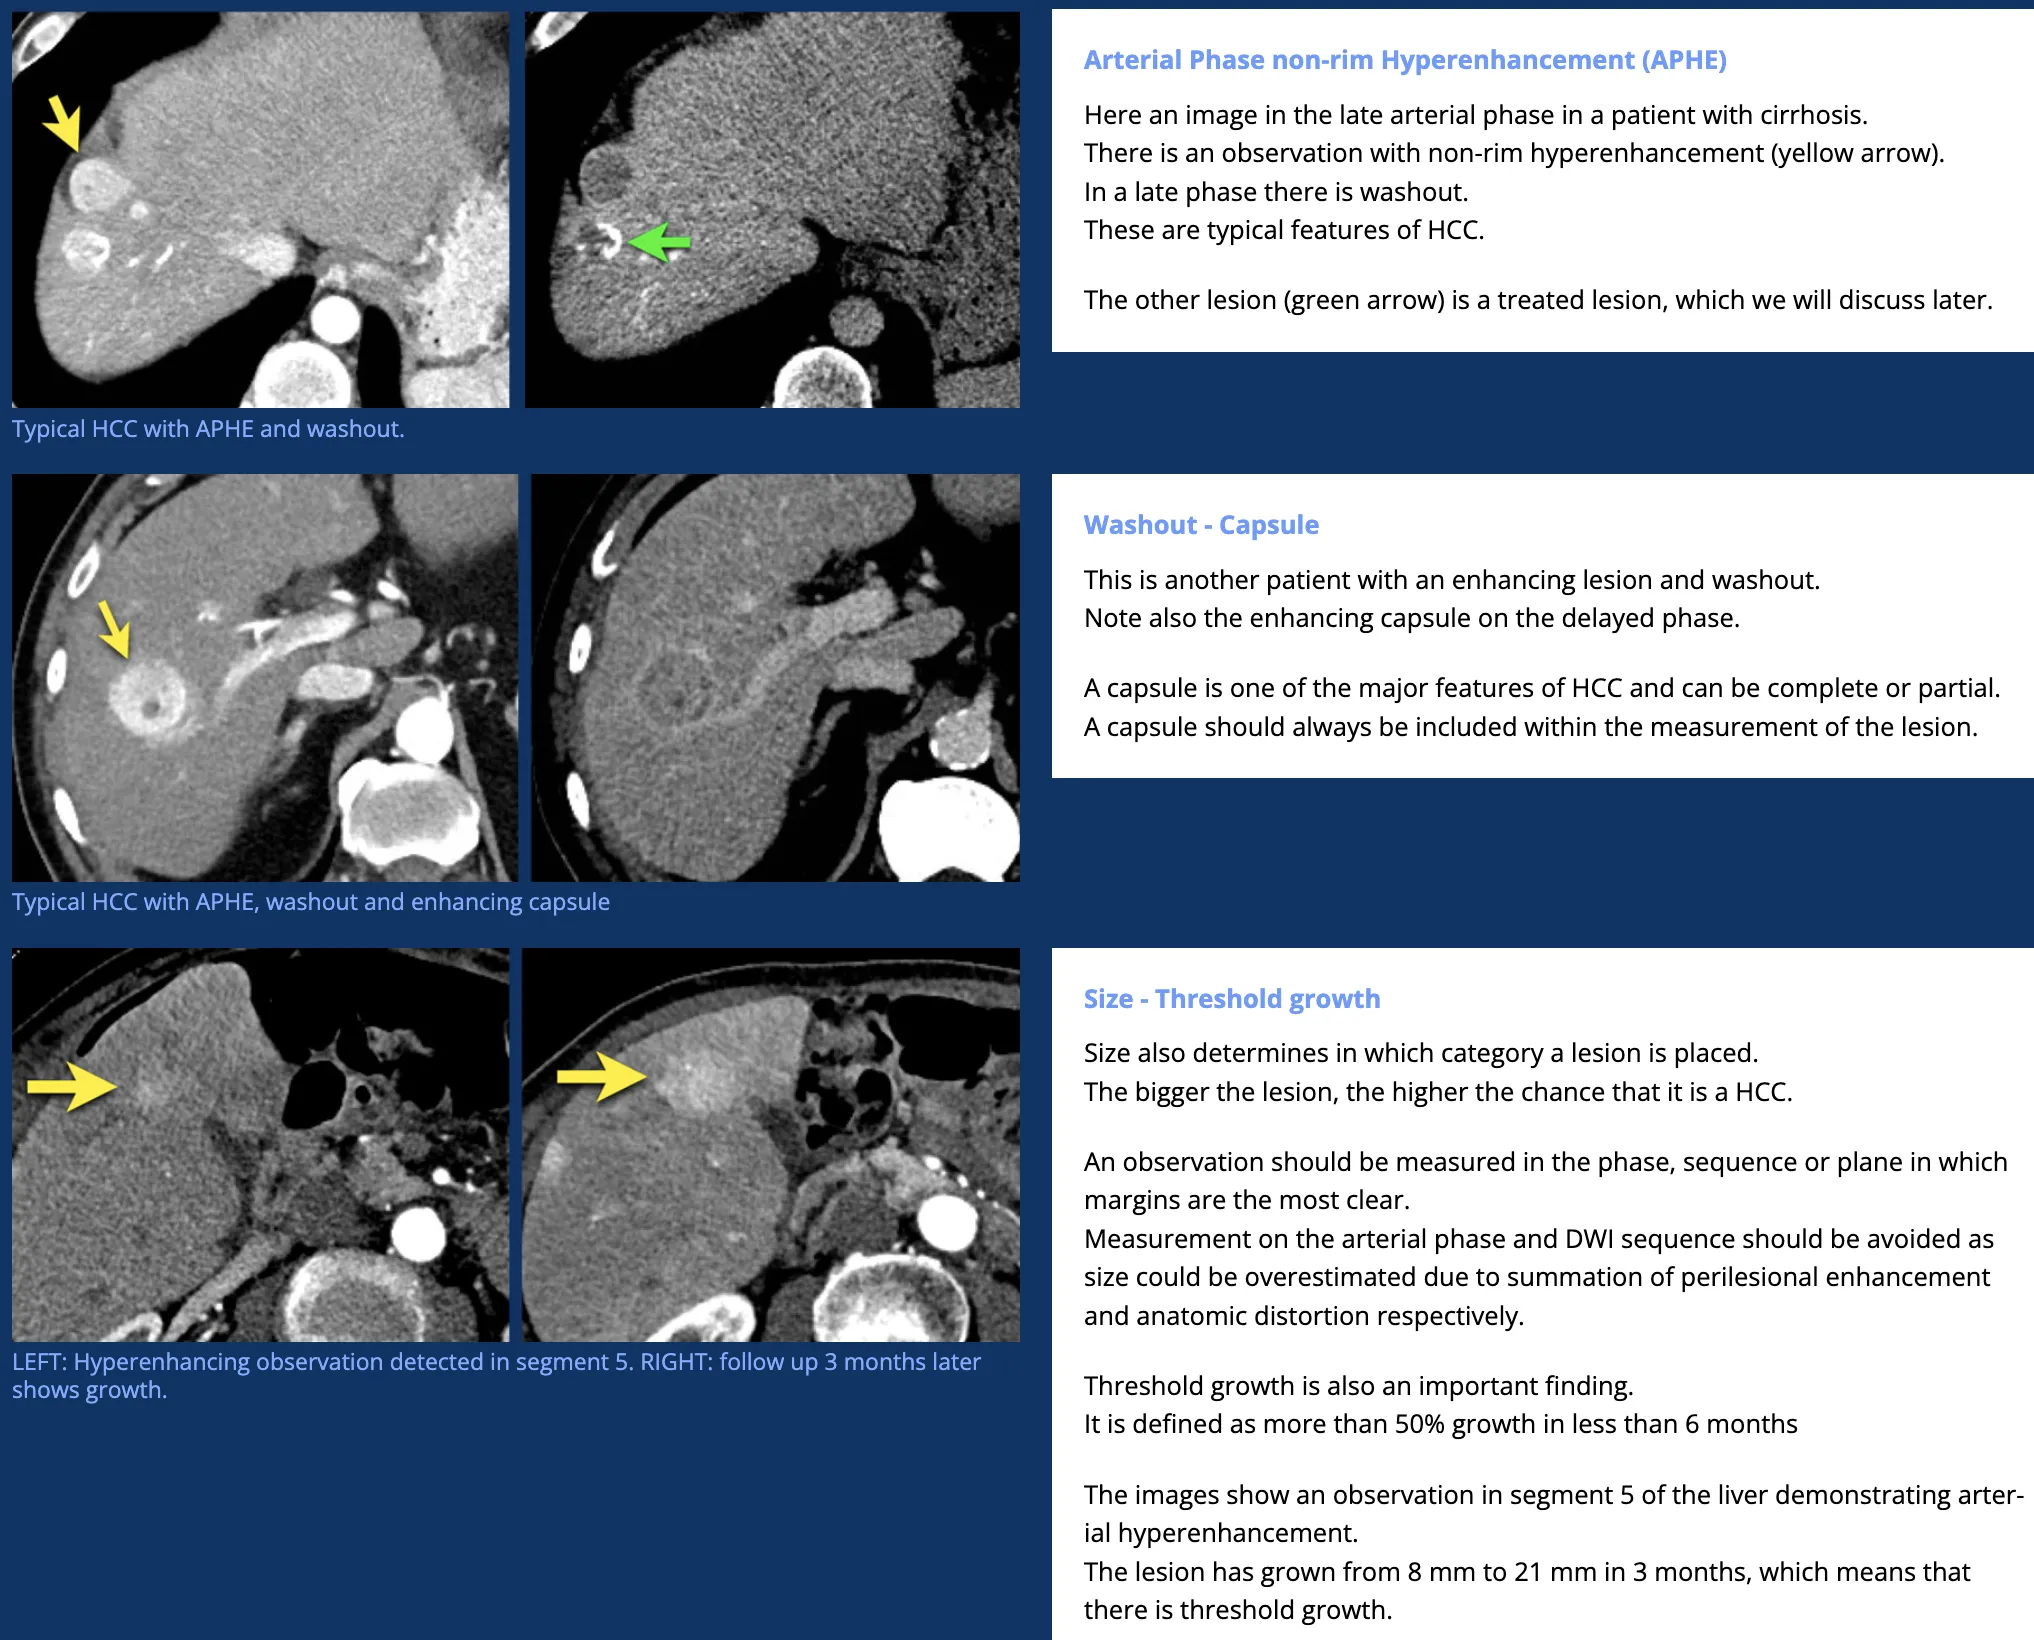 Arterial Phase non-rim Hyperenhancement (APHE)
Here an image in the late arterial phase in a patient with cirrhosis.
There is an observation with non-rim hyperenhancement (yellow arrow).
In a late phase there is washout.
These are typical features of HCC.
The other lesion (green arrow) is a treated lesion, which we will discuss later.
Typical HCC with APHE and washout.
Washout - Capsule
This is another patient with an enhancing lesion and washout.
Note also the enhancing capsule on the delayed phase.
A capsule is one of the major features of HCC and can be complete or partial.
A capsule should always be included within the measurement of the lesion.
Typical HCC with APHE, washout and enhancing capsule
Size - Threshold growth
Size also determines in which category a lesion is placed.
The bigger the lesion, the higher the chance that it is a HCC.
An observation should be measured in the phase, sequence or plane in which
margins are the most clear.
Measurement on the arterial phase and DWI sequence should be avoided as
size could be overestimated due to summation of perilesional enhancement
and anatomic distortion respectively.
Threshold growth is also an important finding.
It is defined as more than 50% growth in less than 6 months
The images show an observation in segment 5 of the liver demonstrating arter-
ial hyperenhancement.
The lesion has grown from 8 mm to 21 mm in 3 months, which means that
there is threshold growth.
LEFT: Hyperenhancing observation detected in segment 5. RIGHT: follow up 3 months later
shows growth.